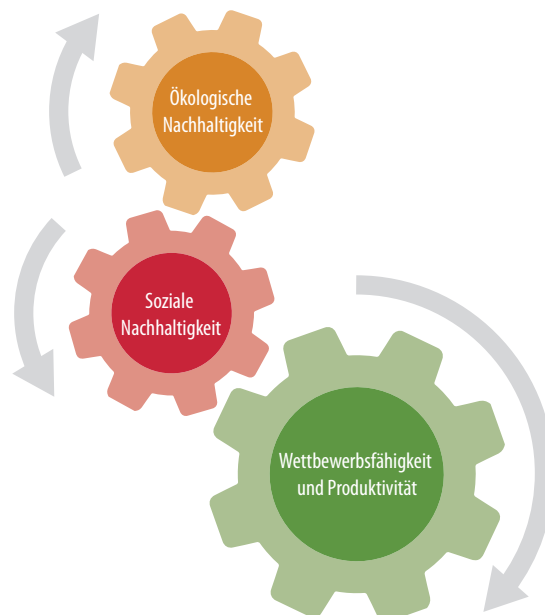 Ökologische
Nachhaltigkeit
Soziale
Nachhaltigkeit
Wettbewerbsfähigkeit
und Produktivität